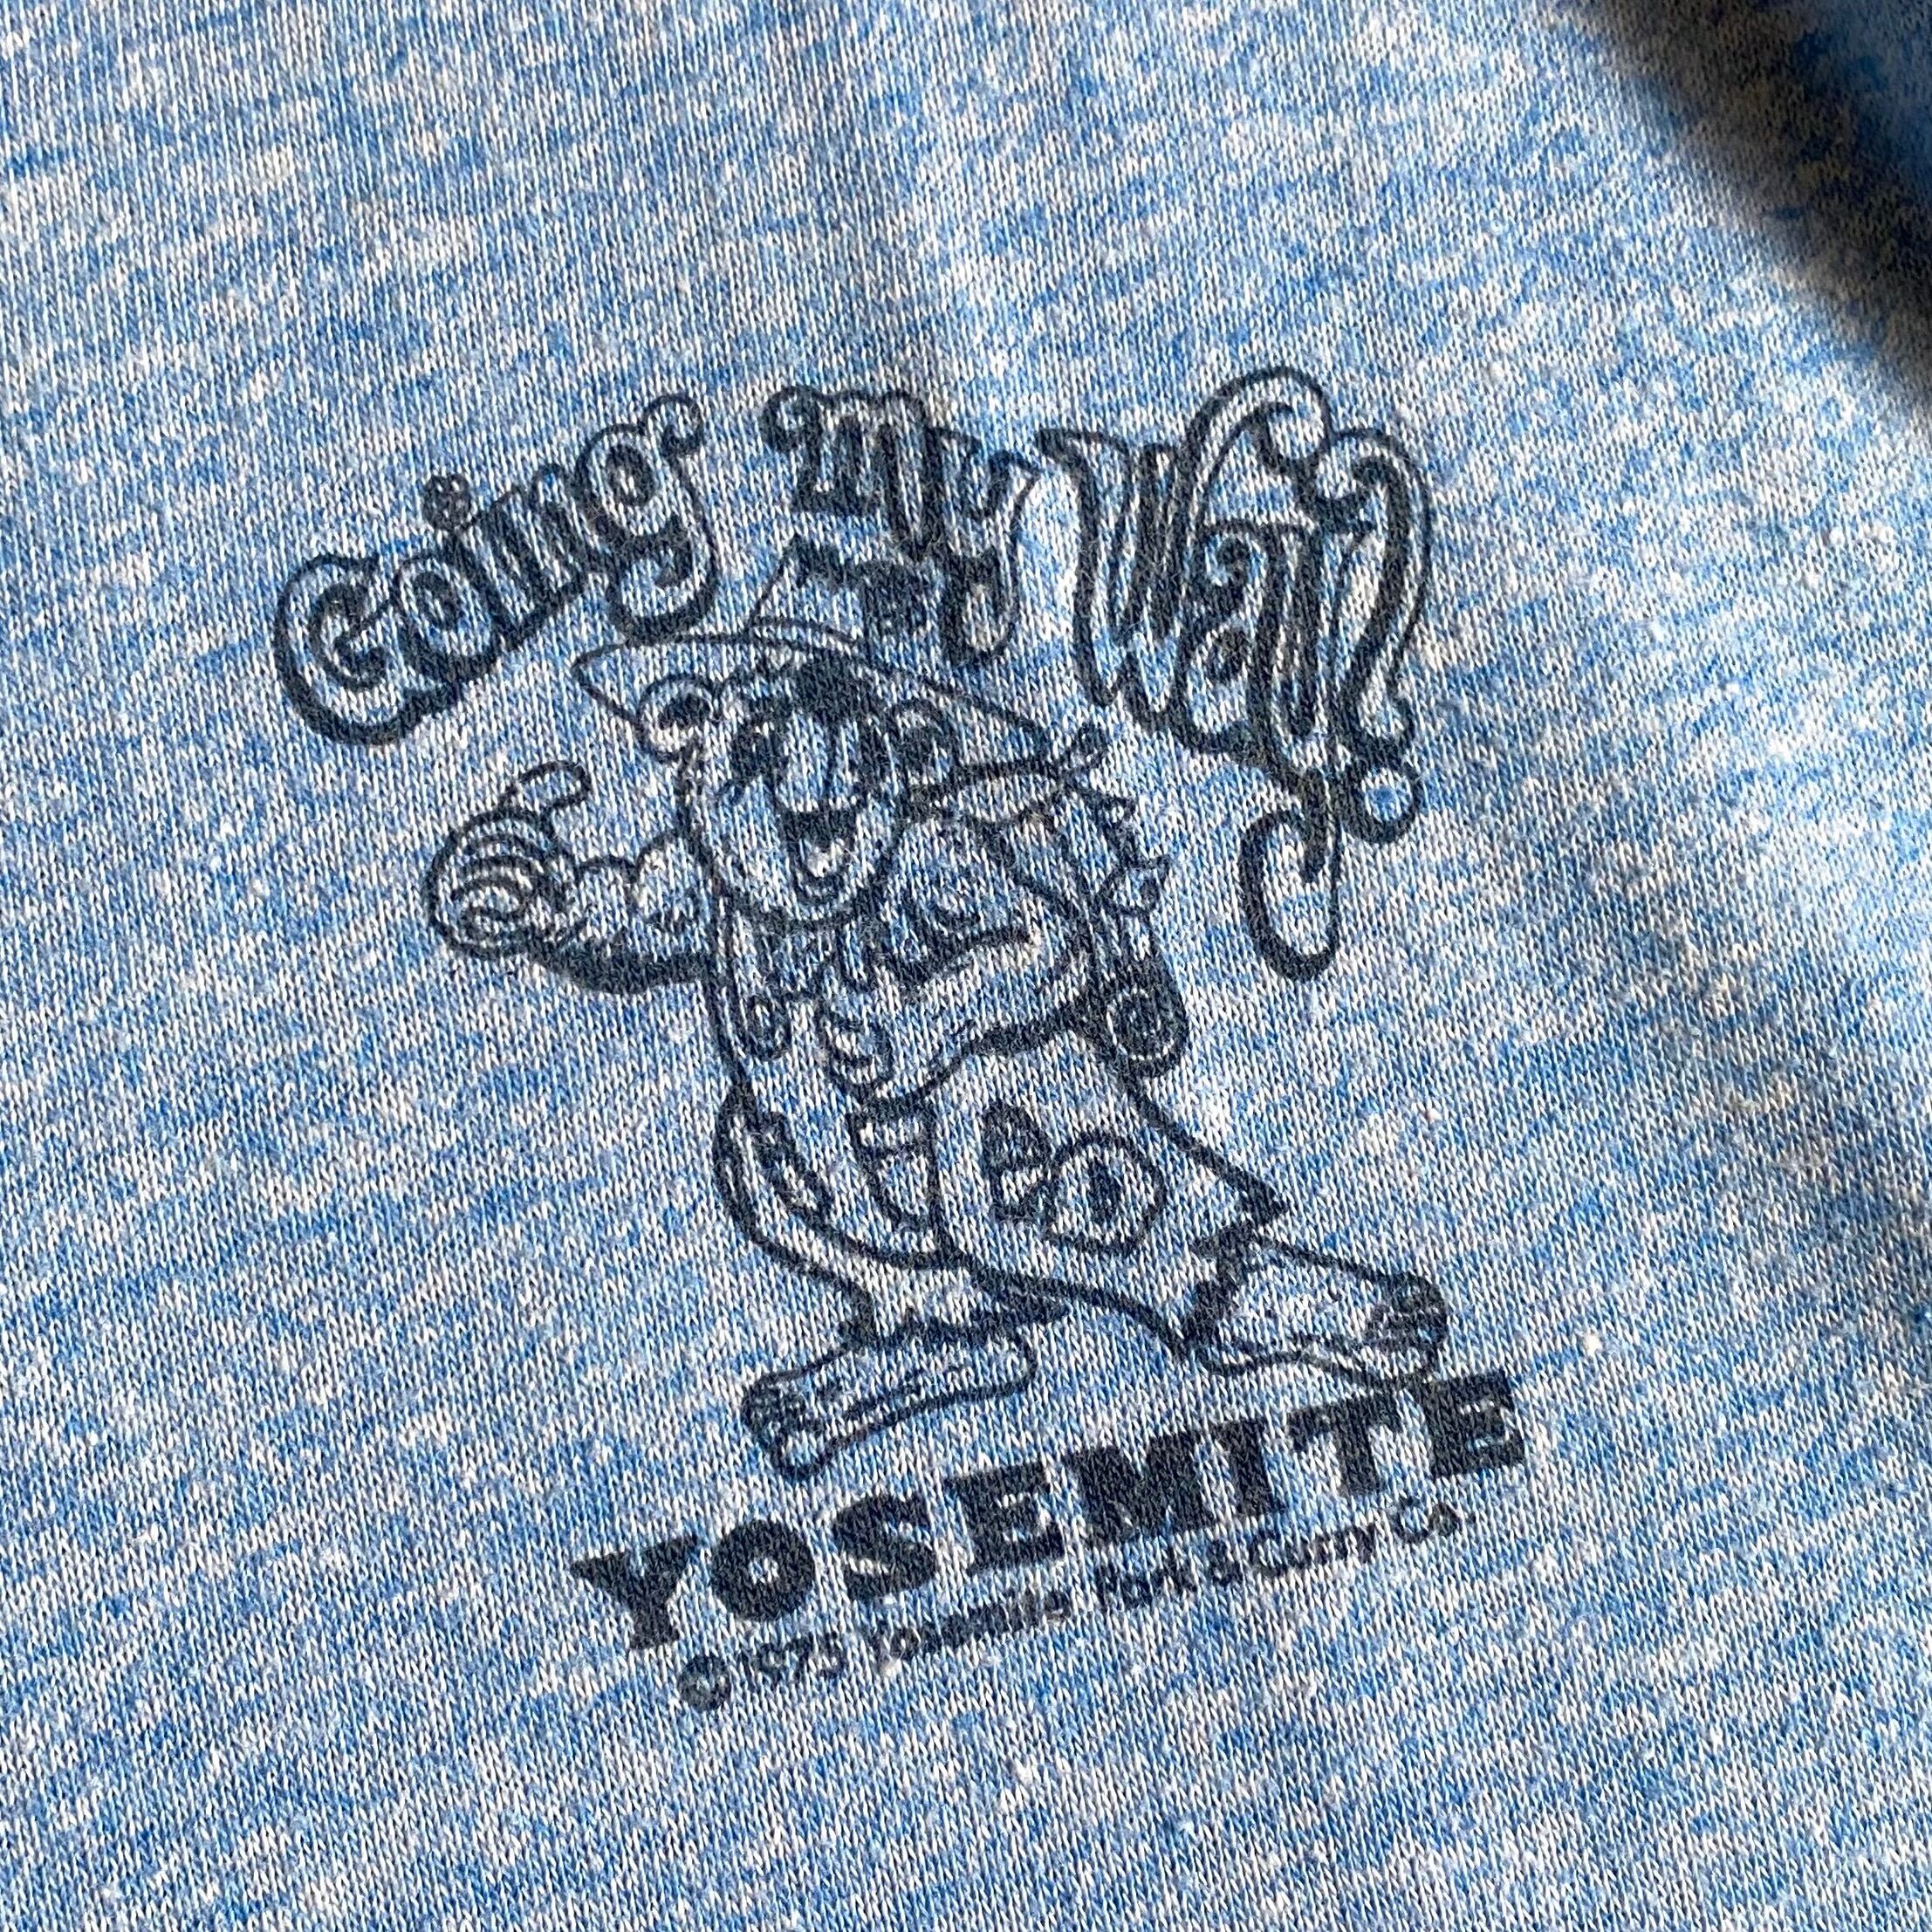 Going My Way?
YOSEMITE
©1975 Yosemite Park & Curry Co.